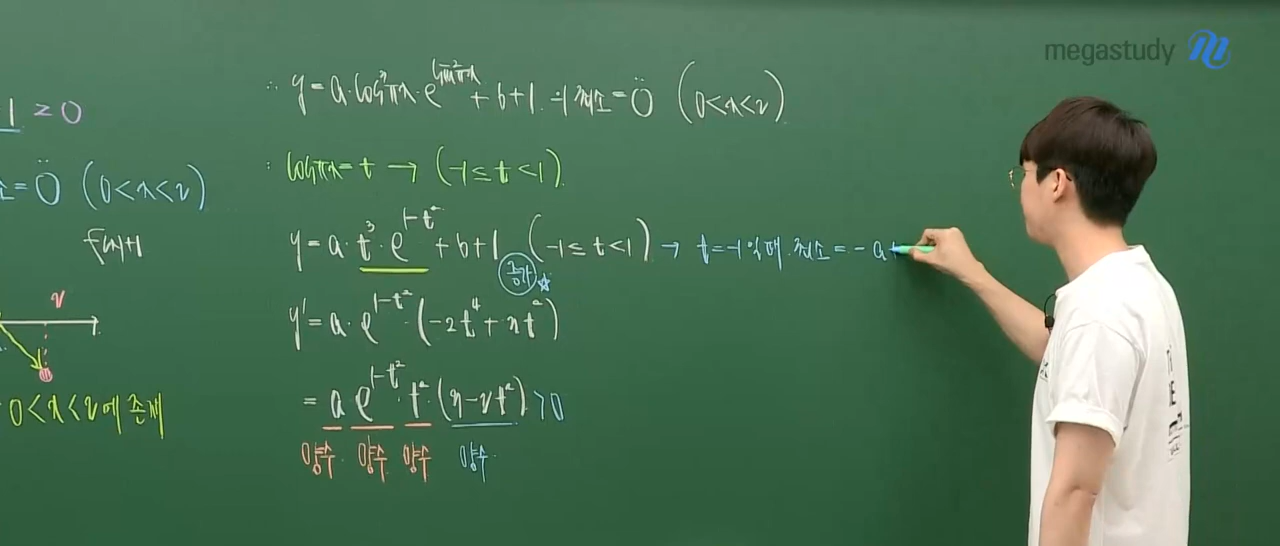 megastudy
1 ≥ 0
소 = 0 (0<x<2)
f(x)+1
2
0<x<2에 존재
∴ y = a·cos³πx·e^{sin²πx} + b+1 의 최소 = 0 (0<x<2)
: cosπx = t → (-1≤t<1)
y = a·t³·e^{1-t²} + b+1 (-1≤t<1) → t=-1일때 최소 = -a+
증가 ☆
y' = a·e^{1-t²}·(-2t⁴+3t²)
= a e^{1-t²}·t²·(3-2t²) >0
양수 양수 양수 양수